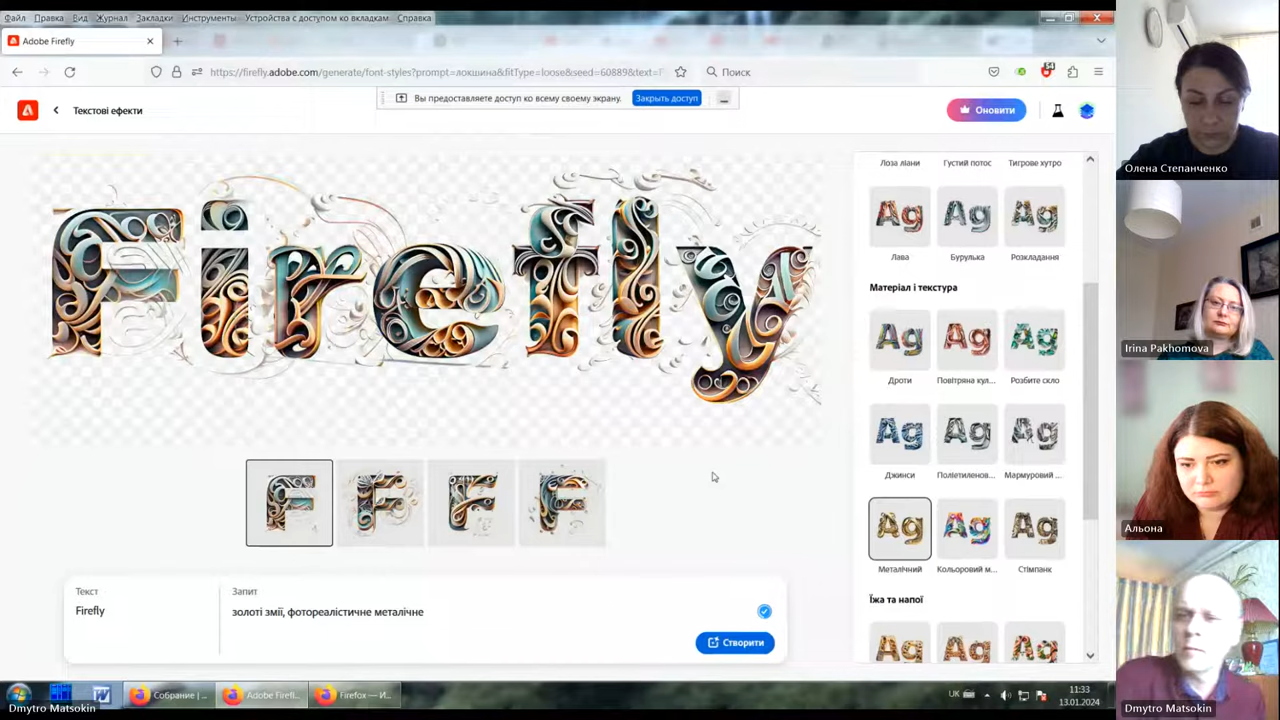 Файл Правка Вид Журнал Закладки Инструменты Устройства с доступом ко вкладкам Справка
Adobe Firefly
https://firefly.adobe.com/generate/font-styles?prompt=локшина&fitType=loose&seed=60889&text=F
Поиск
54
Вы предоставляете доступ ко всему своему экрану. Закрыть доступ
Текстові ефекти
Оновити
Firefly
Лоза ліани Густий потос Тигрове хутро
Ag Ag Ag
Лава Бурулька Розкладання
Матеріал і текстура
Ag Ag Ag
Дроти Повітряна кул... Розбите скло
Ag Ag Ag
Джинси Поліетиленов... Мармуровий ...
Ag Ag Ag
Металічний Кольоровий м... Стімпанк
Їжа та напої
Ag Ag Ag
F F F F
Текст
Firefly
Запит
золоті змії, фотореалістичне металічне
Створити
Собрание | ...
Adobe Firefl...
Firefox — И...
UK
11:33
13.01.2024
Dmytro Matsokin
Олена Степанченко
Irina Pakhomova
Альона
Dmytro Matsokin